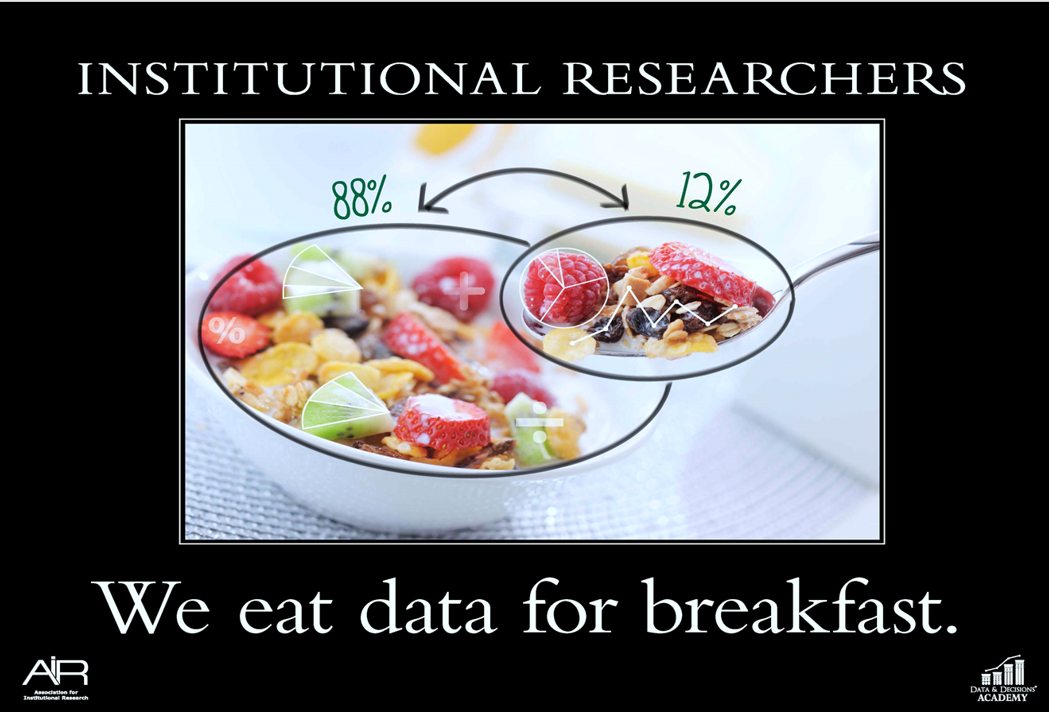 INSTITUTIONAL RESEARCHERS
88%
12%
%
+
÷
We eat data for breakfast.
AIR
Association for
Institutional Research
DATA & DECISIONS®
ACADEMY